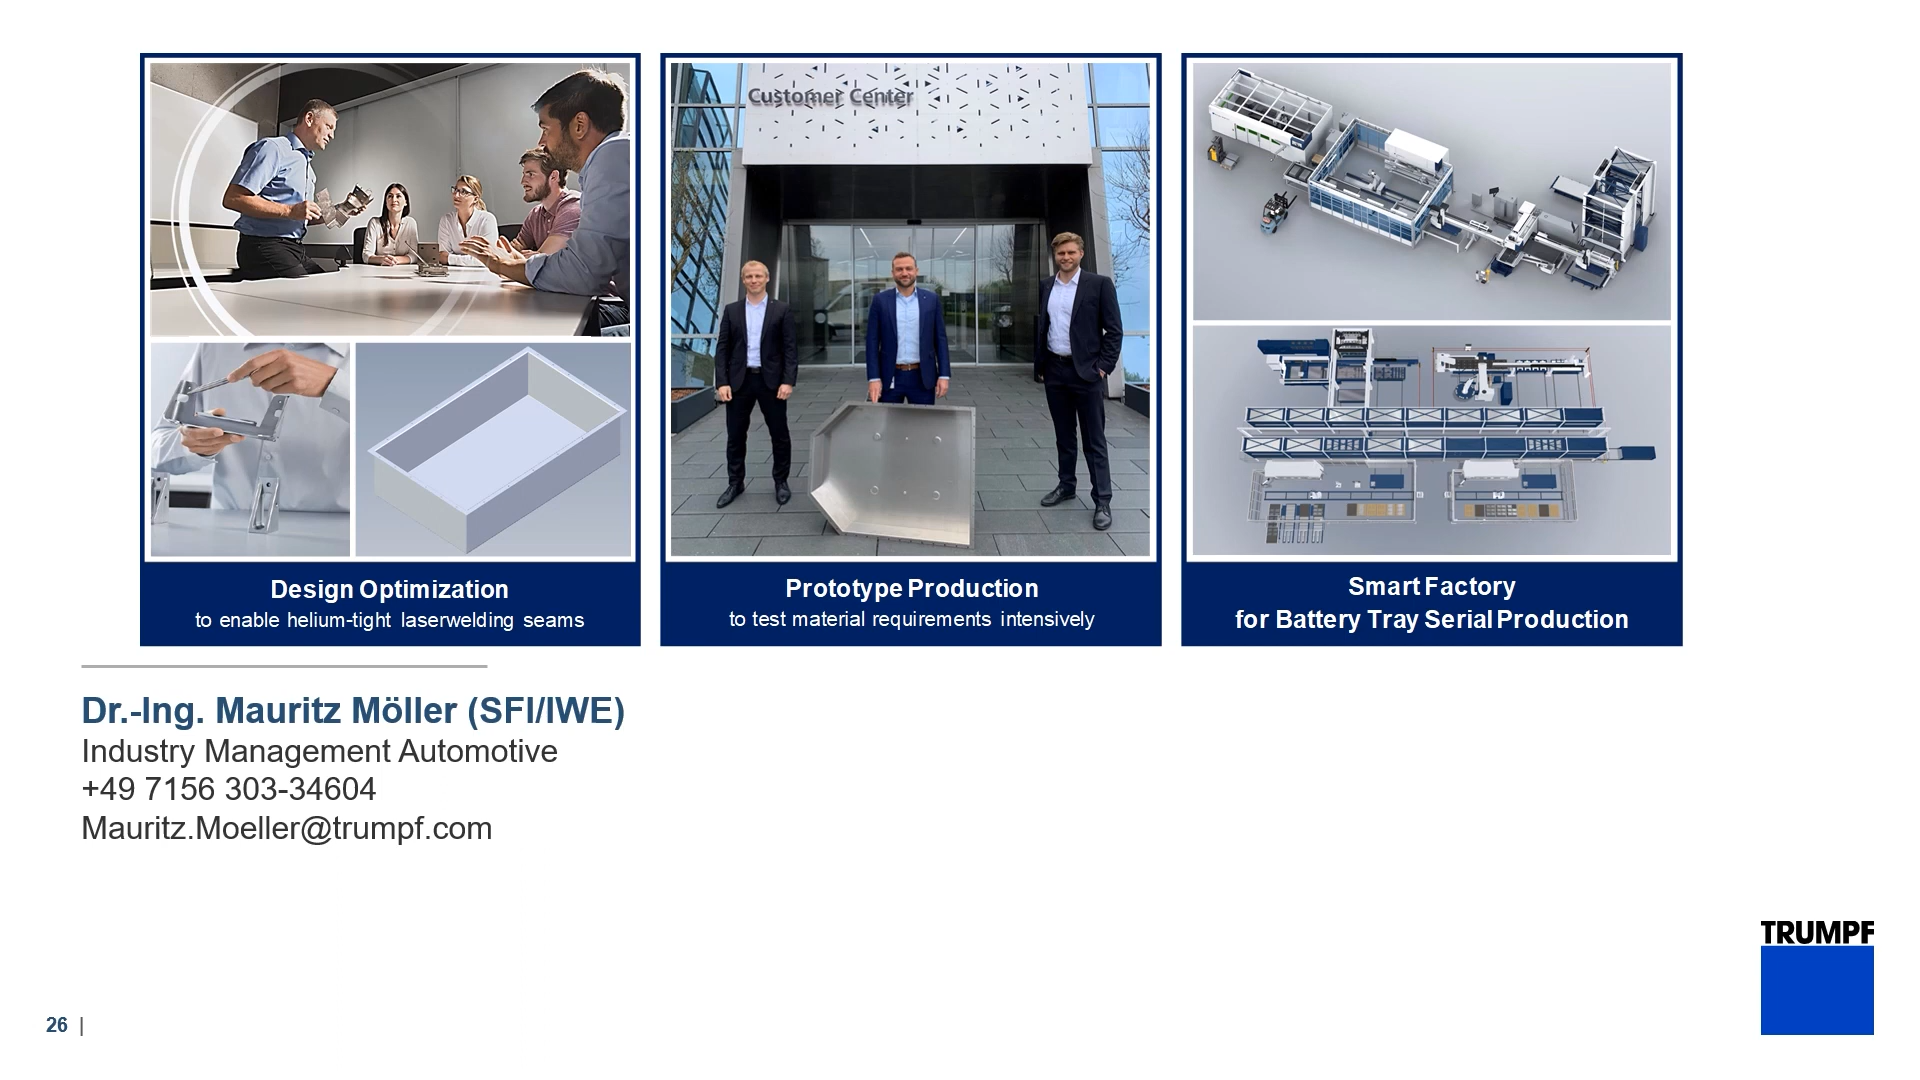 Customer Center
Design Optimization
to enable helium-tight laserwelding seams
Prototype Production
to test material requirements intensively
Smart Factory
for Battery Tray Serial Production
Dr.-Ing. Mauritz Möller (SFI/IWE)
Industry Management Automotive
+49 7156 303-34604
Mauritz.Moeller@trumpf.com
TRUMPF
26 |